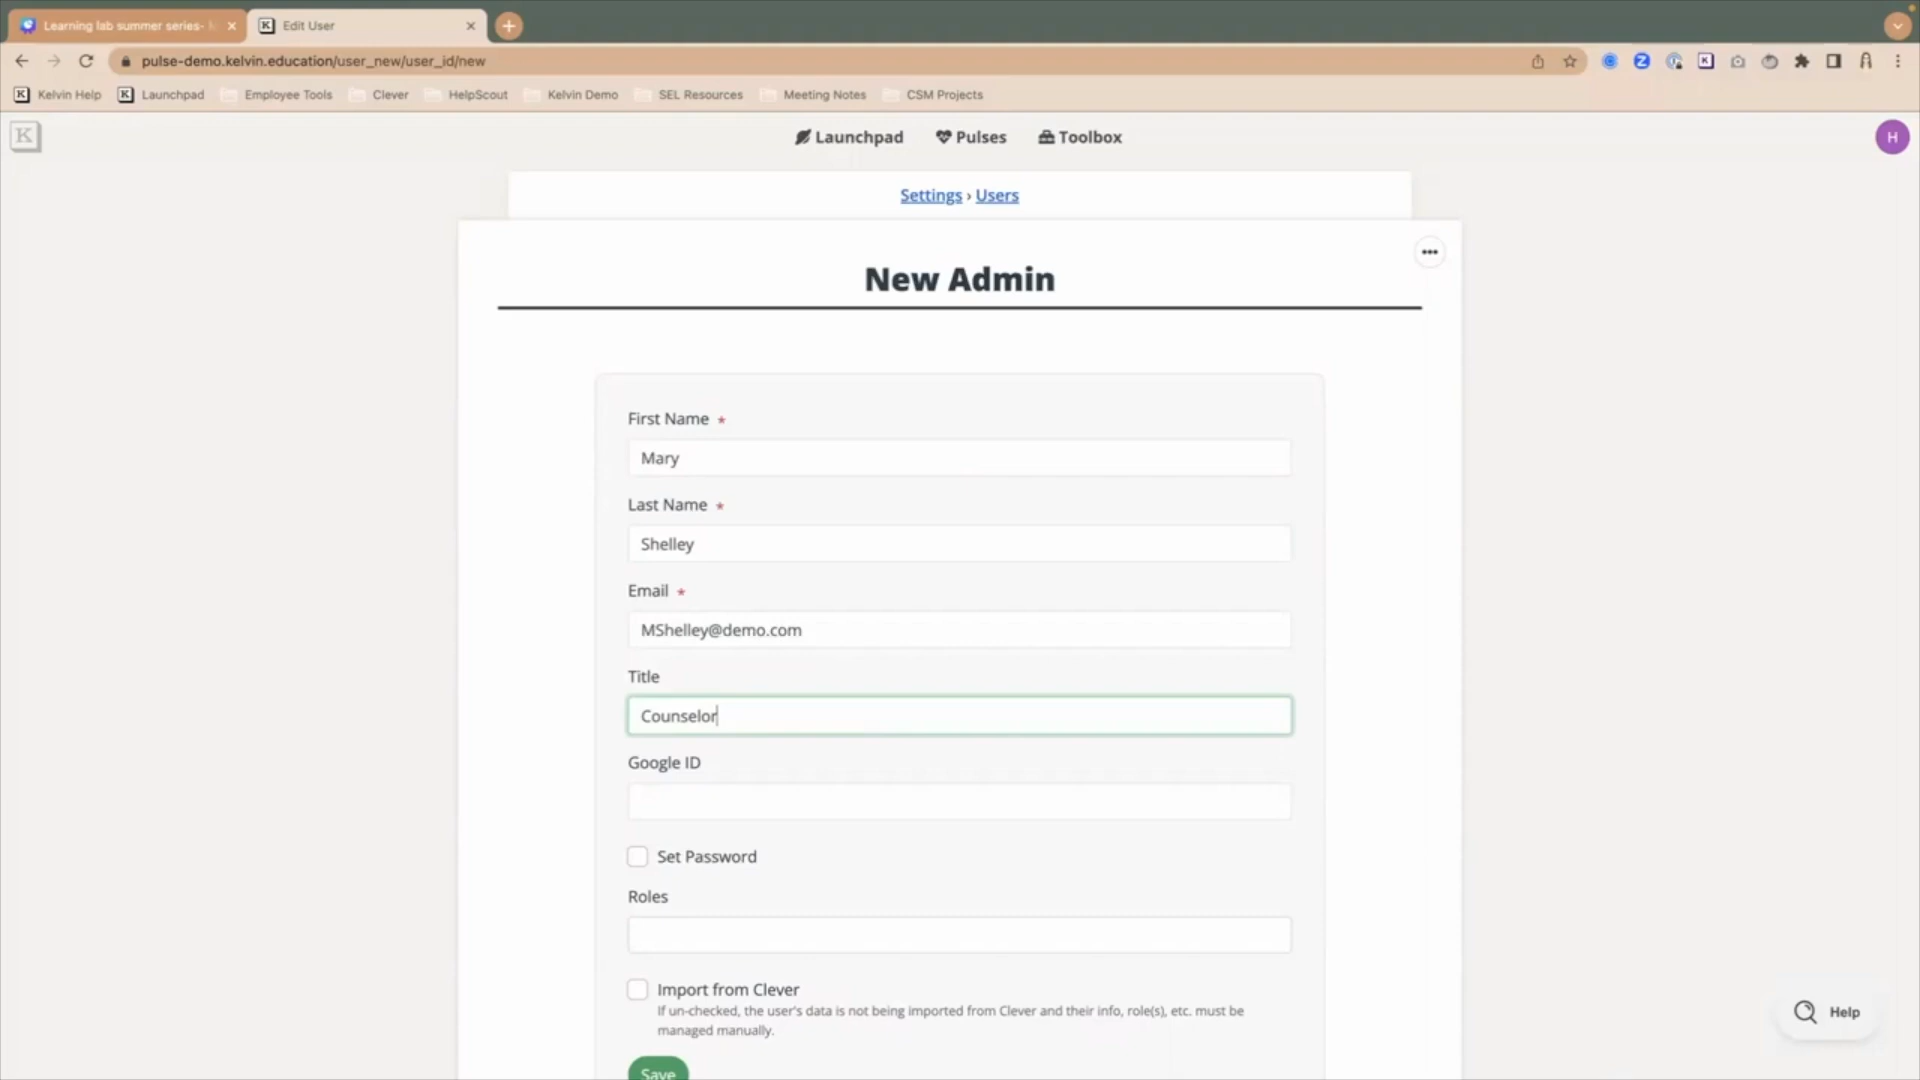 Learning lab summer series-
K Edit User
pulse-demo.kelvin.education/user_new/user_id/new
K Kelvin Help K Launchpad Employee Tools Clever HelpScout Kelvin Demo SEL Resources Meeting Notes CSM Projects
K Launchpad Pulses Toolbox H
Settings › Users
New Admin
First Name *
Mary
Last Name *
Shelley
Email *
MShelley@demo.com
Title
Counselor
Google ID
Set Password
Roles
Import from Clever
If un-checked, the user's data is not being imported from Clever and their info, role(s), etc. must be
managed manually.
Save
Help